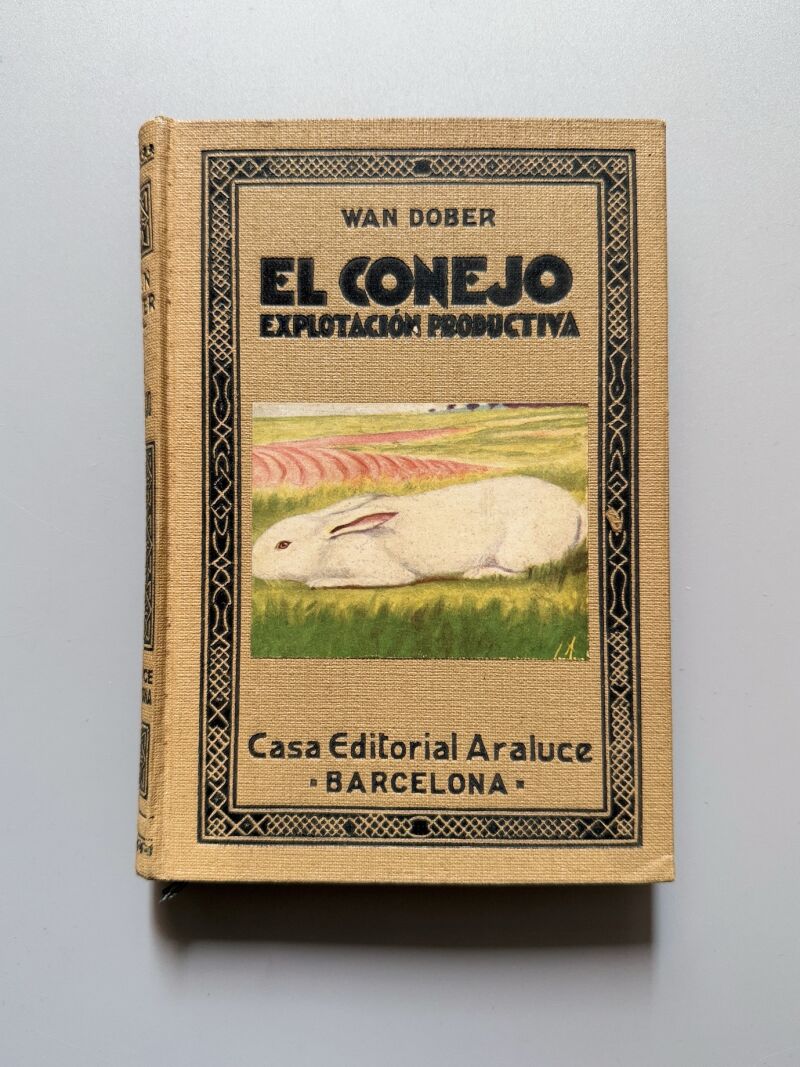 WAN DOBER
EL CONEJO
EXPLOTACIÓN PRODUCTIVA
Casa Editorial Araluce
▪ BARCELONA ▪